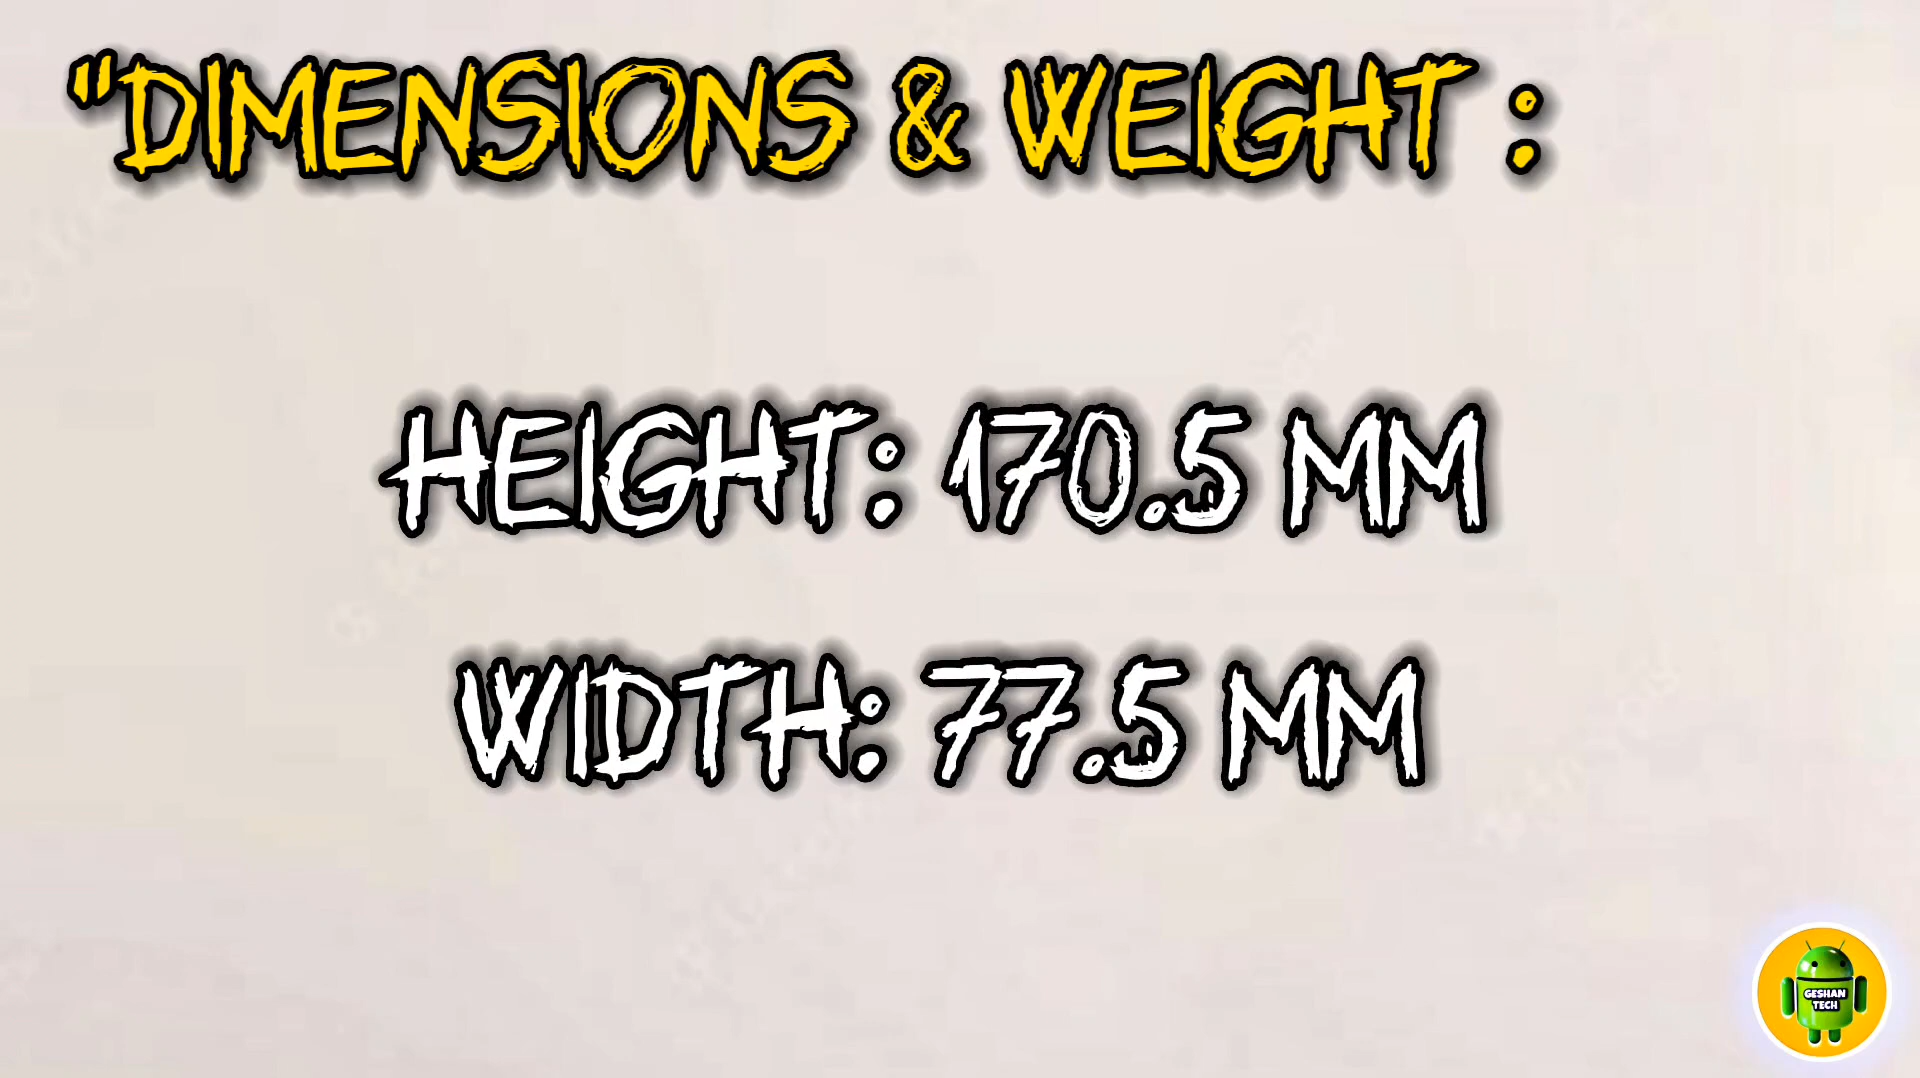 "DIMENSIONS & WEIGHT :
HEIGHT: 170.5 MM
WIDTH: 77.5 MM
GESHAN
TECH